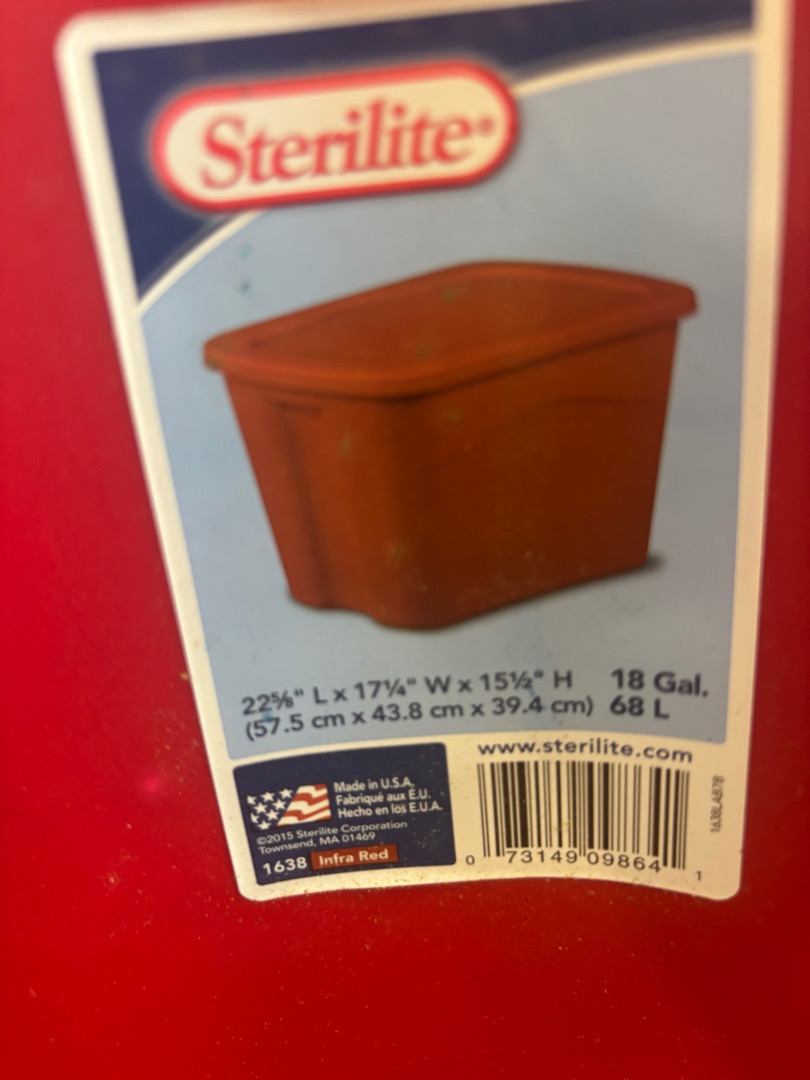 Sterilite®
22⅝" L x 17¼" W x 15½" H 18 Gal.
(57.5 cm x 43.8 cm x 39.4 cm) 68 L
www.sterilite.com
Made in U.S.A.
Fabriqué aux E.U.
Hecho en los E.U.A.
©2015 Sterilite Corporation
Townsend, MA 01469
1638 Infra Red
0 73149 09864 1